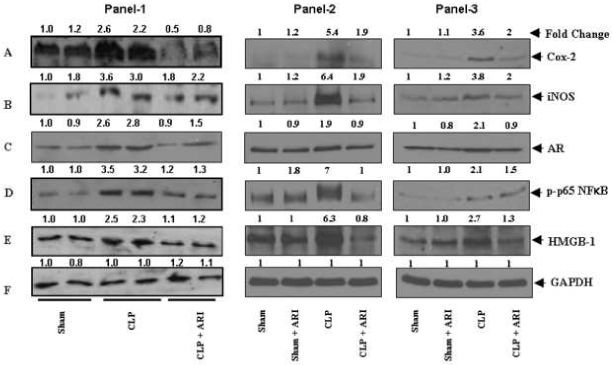 Panel-1 Panel-2 Panel-3
1.0 1.2 2.6 2.2 0.5 0.8 1 1.2 5.4 1.9 1 1.1 3.6 2 Fold Change
A Cox-2
1.0 1.8 3.6 3.0 1.8 2.2 1 1.2 6.4 1.9 1 1.2 3.8 2
B iNOS
1.0 0.9 2.6 2.8 0.9 1.5 1 0.9 1.9 0.9 1 0.8 2.1 0.9
C AR
1.0 1.0 3.5 3.2 1.2 1.3 1 1.8 7 1 1 1.0 2.1 1.5
D p-p65 NFκB
1.0 1.0 2.5 2.3 1.1 1.2 1 1 6.3 0.8 1 1.0 2.7 1.3
E HMGB-1
1.0 0.8 1.0 1.0 1.2 1.1 1 1 1 1 1 1 1 1
F GAPDH
Sham CLP CLP + ARI Sham Sham + ARI CLP CLP + ARI Sham Sham + ARI CLP CLP + ARI